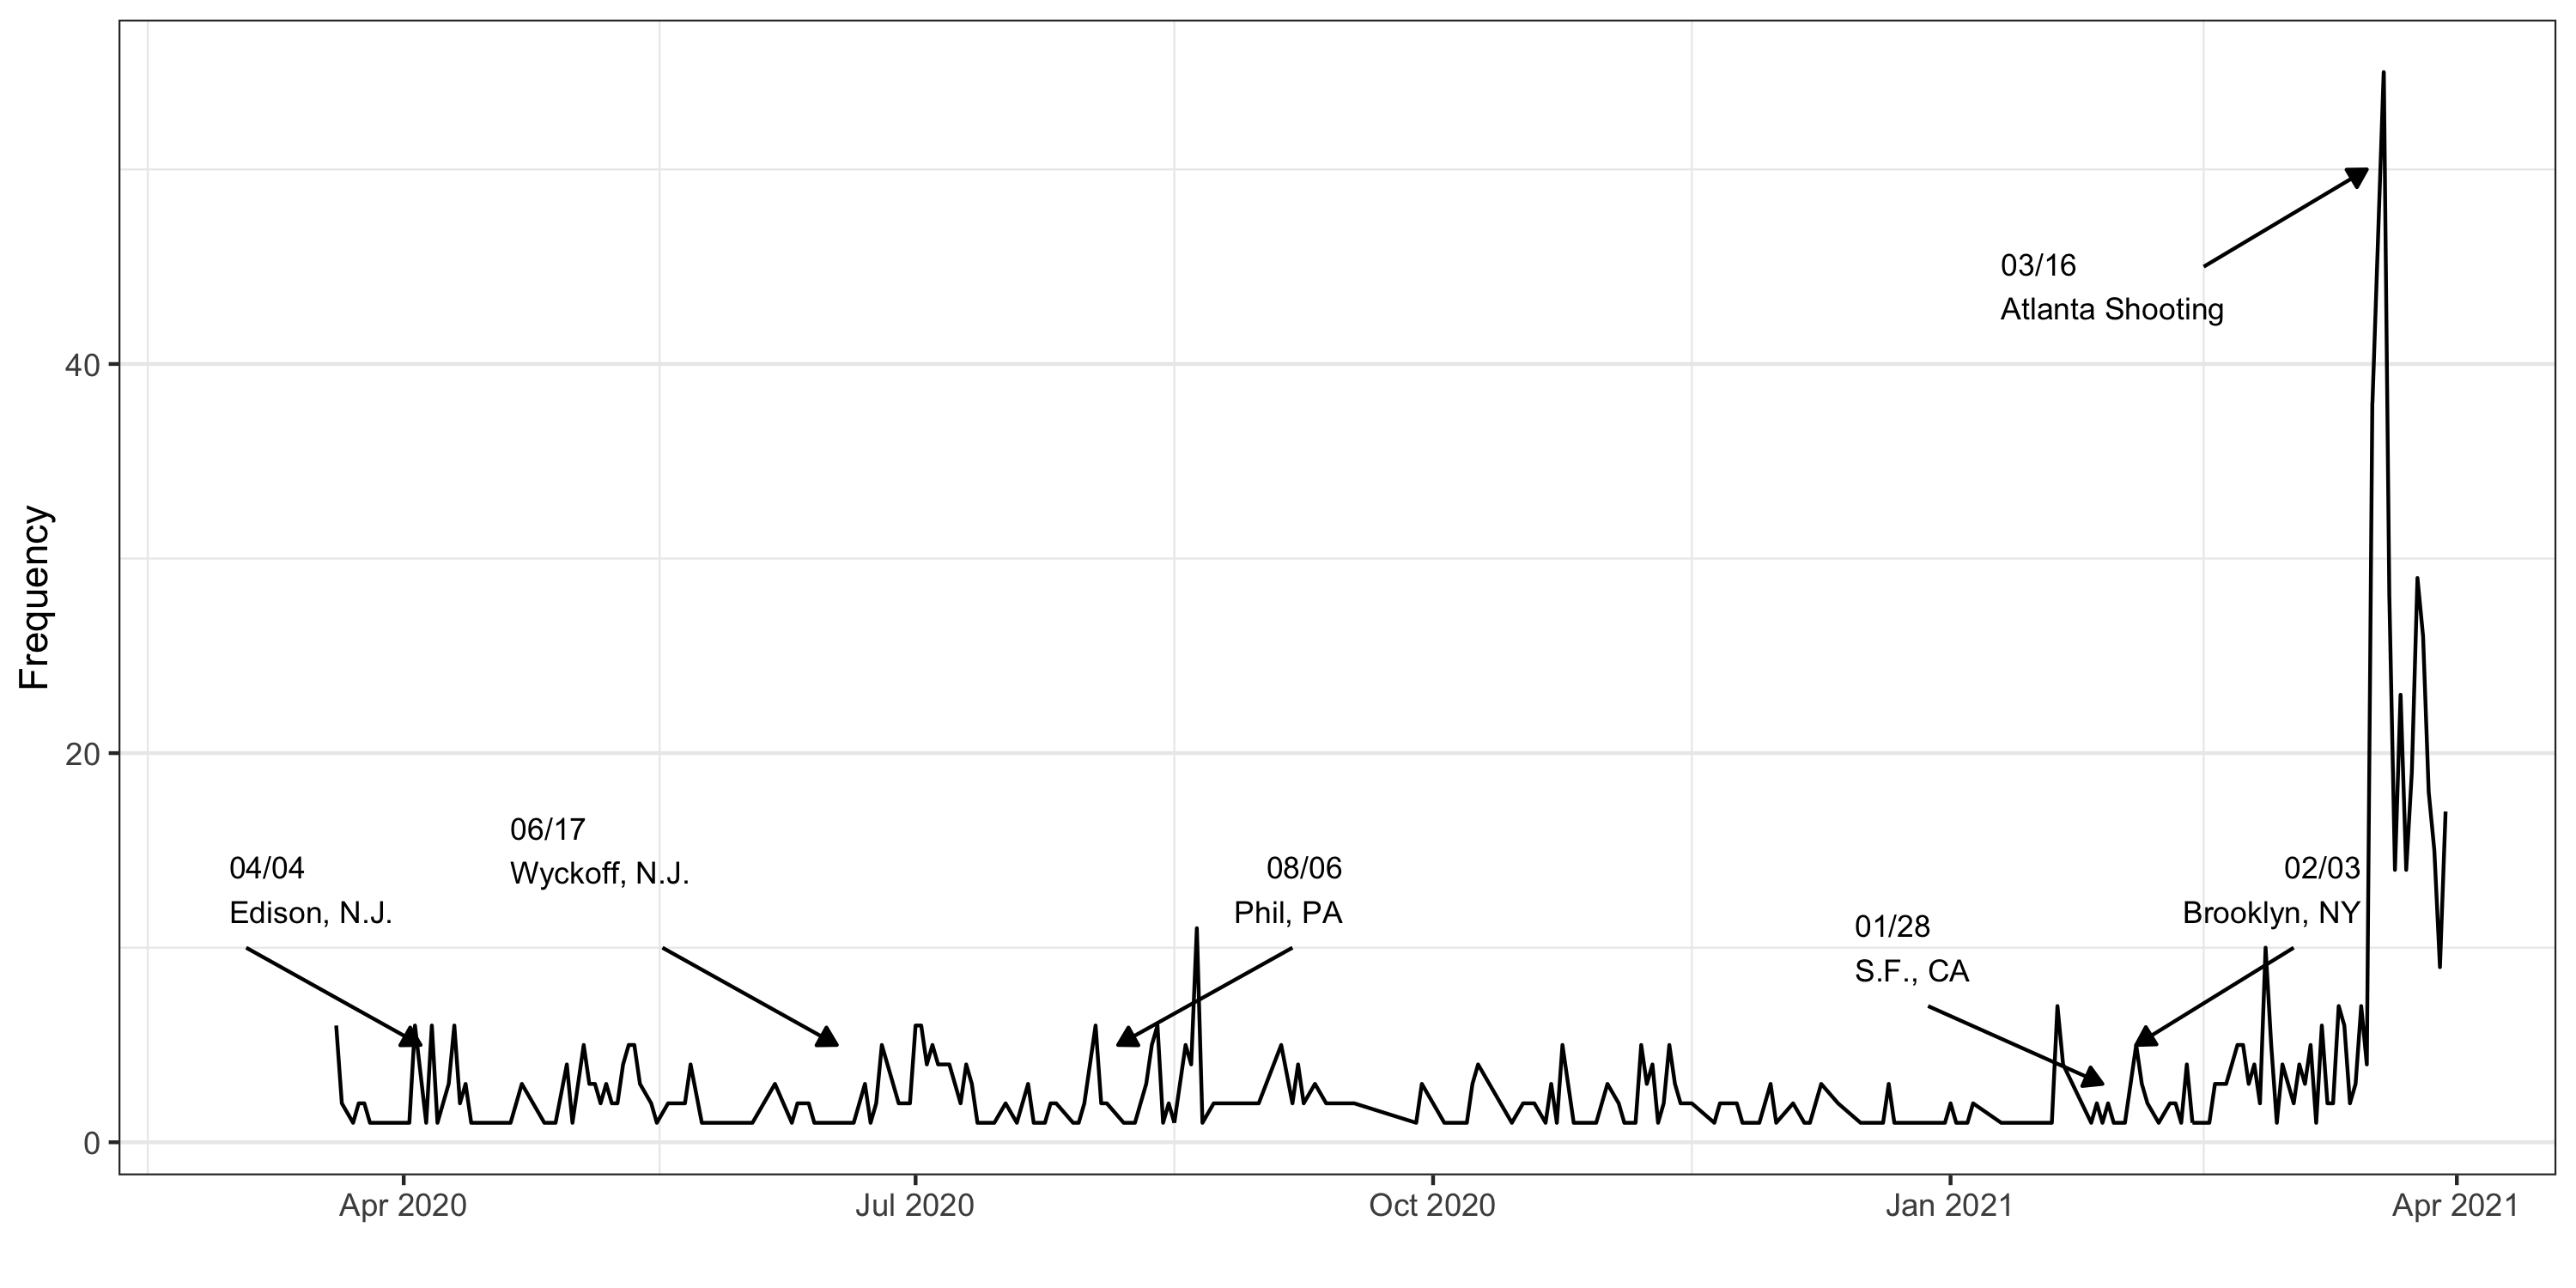 Frequency
40
20
0
03/16
Atlanta Shooting
06/17
Wyckoff, N.J.
04/04
Edison, N.J.
08/06
Phil, PA
01/28
S.F., CA
02/03
Brooklyn, NY
Apr 2020
Jul 2020
Oct 2020
Jan 2021
Apr 2021